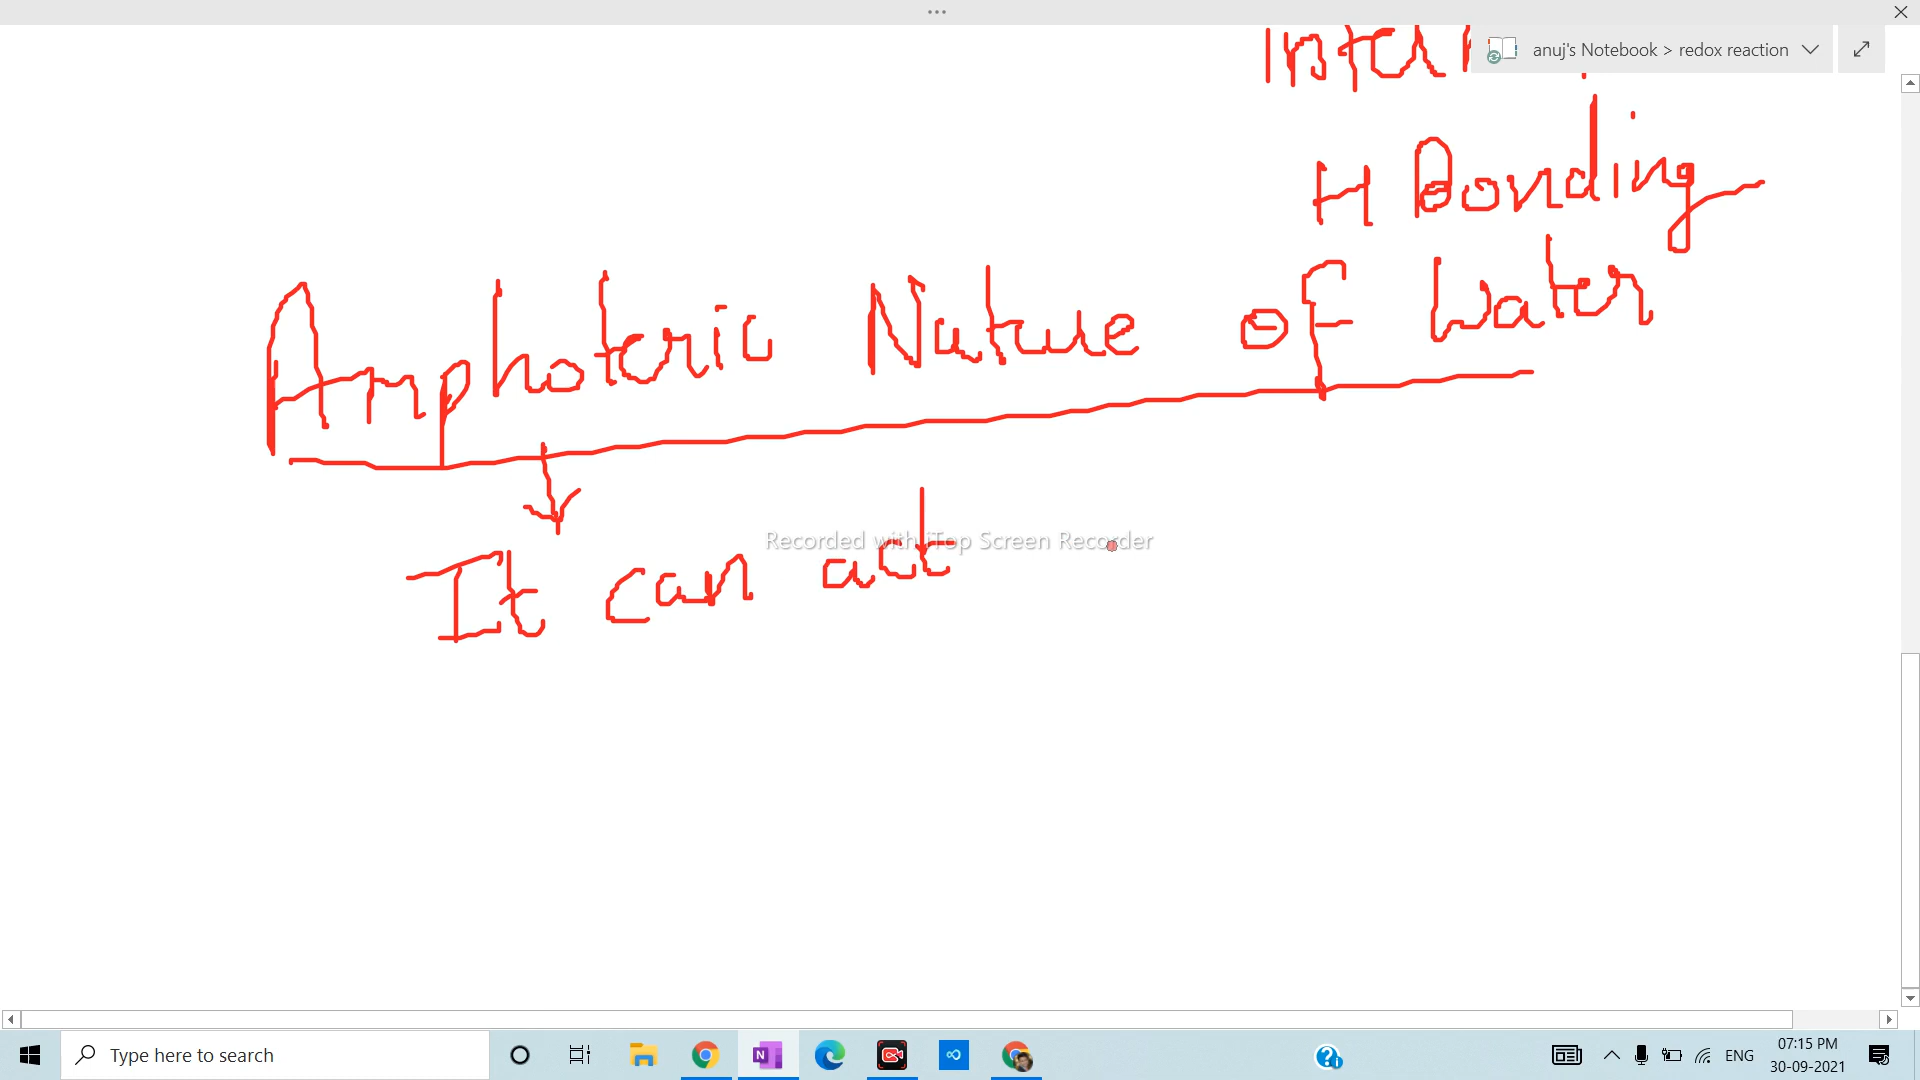 anuj's Notebook > redox reaction
H Bonding
Amphoteric Nature of Water
It can act
Recorded with iTop Screen Recorder
Type here to search
ENG
07:15 PM
30-09-2021